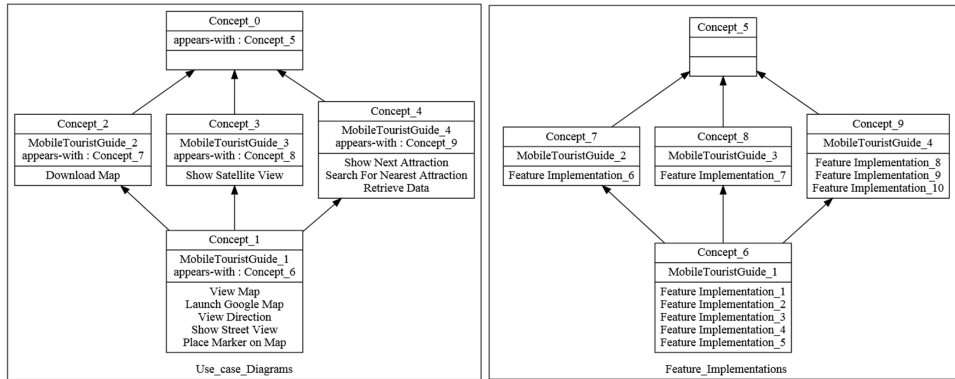 Concept_0
appears-with : Concept_5
Concept_2
MobileTouristGuide_2
appears-with : Concept_7
Download Map
Concept_3
MobileTouristGuide_3
appears-with : Concept_8
Show Satellite View
Concept_4
MobileTouristGuide_4
appears-with : Concept_9
Show Next Attraction
Search For Nearest Attraction
Retrieve Data
Concept_1
MobileTouristGuide_1
appears-with : Concept_6
View Map
Launch Google Map
View Direction
Show Street View
Place Marker on Map
Use_case_Diagrams
Concept_5
Concept_7
MobileTouristGuide_2
Feature Implementation_6
Concept_8
MobileTouristGuide_3
Feature Implementation_7
Concept_9
MobileTouristGuide_4
Feature Implementation_8
Feature Implementation_9
Feature Implementation_10
Concept_6
MobileTouristGuide_1
Feature Implementation_1
Feature Implementation_2
Feature Implementation_3
Feature Implementation_4
Feature Implementation_5
Feature_Implementations